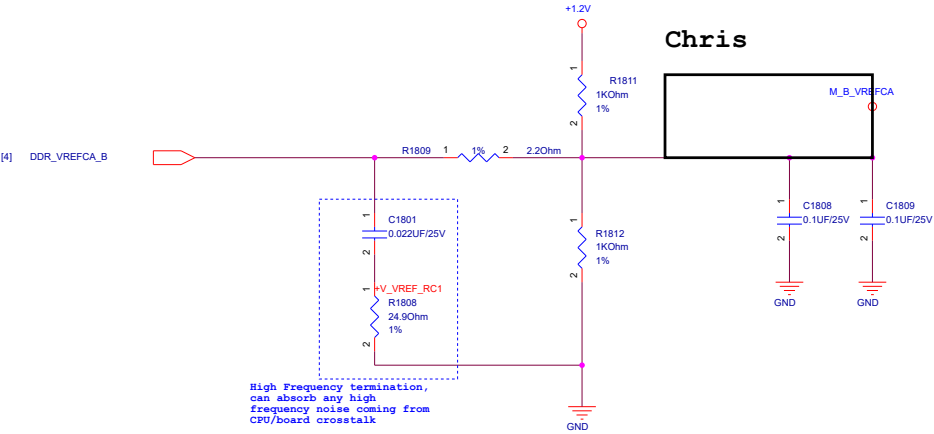 +1.2V
Chris
1
R1811
1KOhm
1%
2
M_B_VREFCA
[4] DDR_VREFCA_B
R1809 1 1% 2 2.2Ohm
1
C1801
0.022UF/25V
2
1
R1812
1KOhm
1%
2
1
C1808
0.1UF/25V
2
GND
1
C1809
0.1UF/25V
2
GND
1
+V_VREF_RC1
R1808
24.9Ohm
1%
2
High Frequency termination,
can absorb any high
frequency noise coming from
CPU/board crosstalk
GND